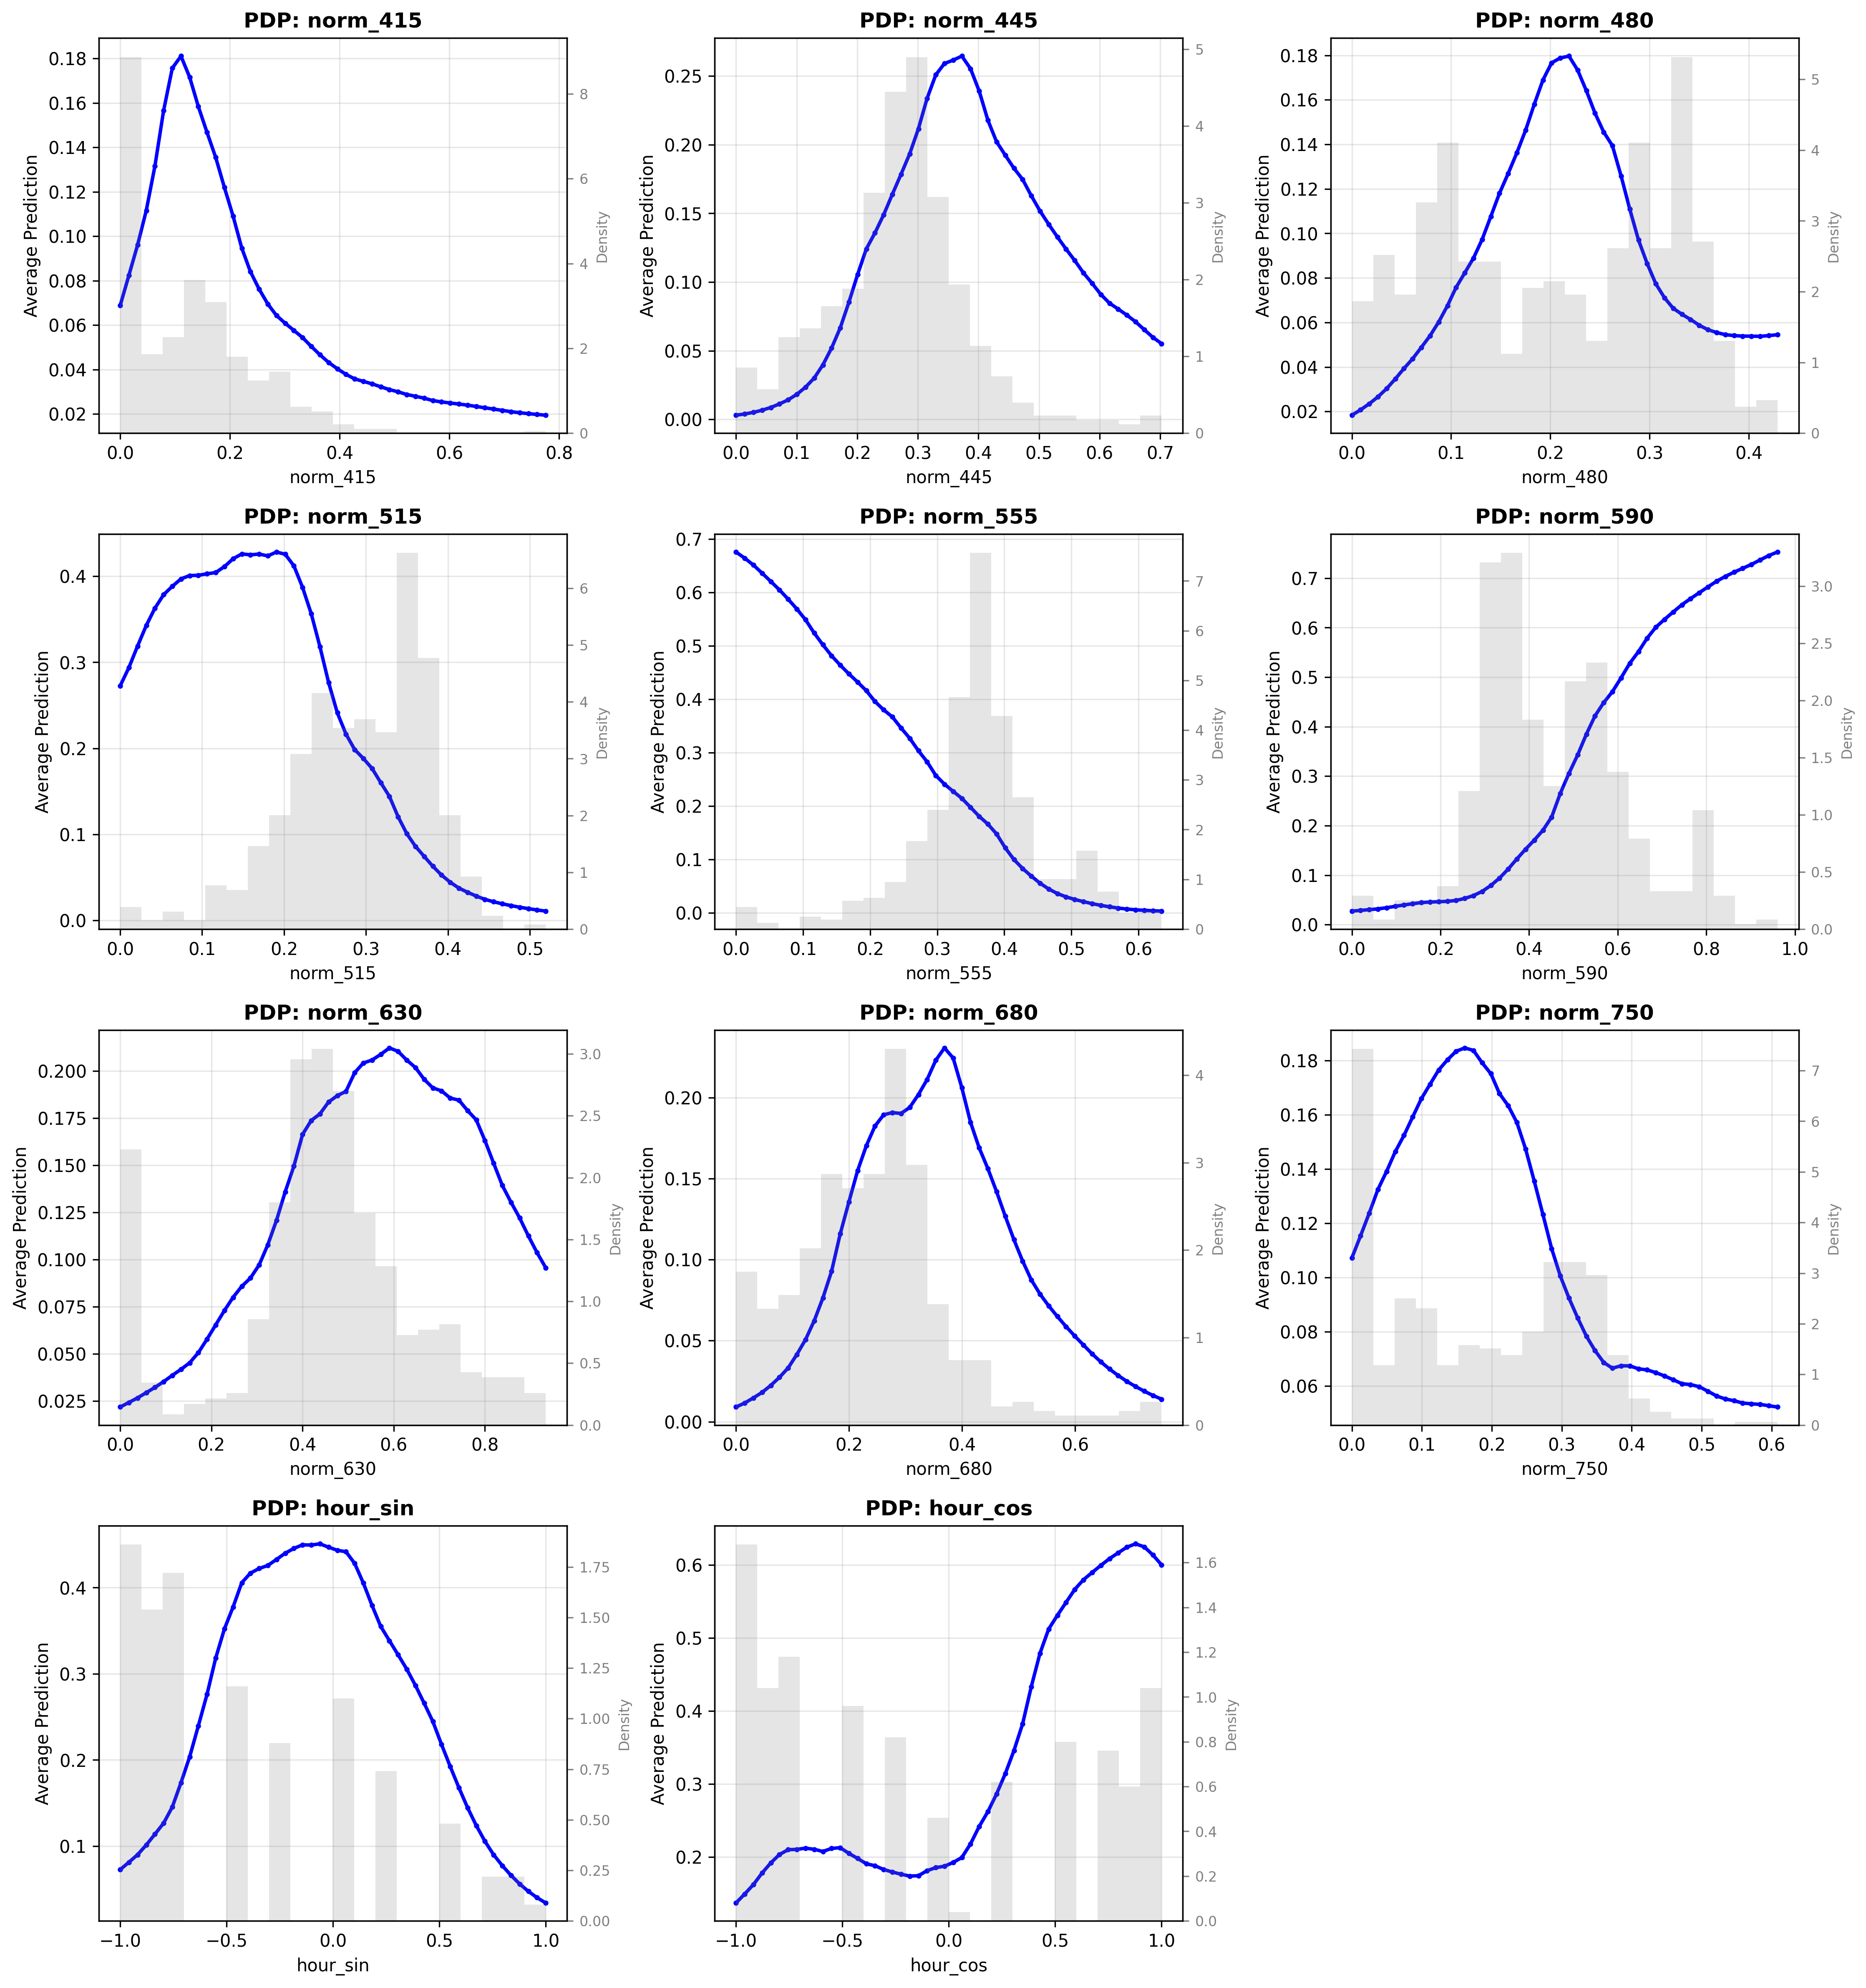 PDP: norm_415
0.18
0.16
0.14
0.12
0.10
0.08
0.06
0.04
0.02
Average Prediction
0.0 0.2 0.4 0.6 0.8
norm_415
8
6
4
2
0
Density
PDP: norm_445
0.25
0.20
0.15
0.10
0.05
0.00
Average Prediction
0.0 0.1 0.2 0.3 0.4 0.5 0.6 0.7
norm_445
5
4
3
2
1
0
Density
PDP: norm_480
0.18
0.16
0.14
0.12
0.10
0.08
0.06
0.04
0.02
Average Prediction
0.0 0.1 0.2 0.3 0.4
norm_480
5
4
3
2
1
0
Density
PDP: norm_515
0.4
0.3
0.2
0.1
0.0
Average Prediction
0.0 0.1 0.2 0.3 0.4 0.5
norm_515
6
5
4
3
2
1
0
Density
PDP: norm_555
0.7
0.6
0.5
0.4
0.3
0.2
0.1
0.0
Average Prediction
0.0 0.1 0.2 0.3 0.4 0.5 0.6
norm_555
7
6
5
4
3
2
1
0
Density
PDP: norm_590
0.7
0.6
0.5
0.4
0.3
0.2
0.1
0.0
Average Prediction
0.0 0.2 0.4 0.6 0.8 1.0
norm_590
3.0
2.5
2.0
1.5
1.0
0.5
0.0
Density
PDP: norm_630
0.200
0.175
0.150
0.125
0.100
0.075
0.050
0.025
Average Prediction
0.0 0.2 0.4 0.6 0.8
norm_630
3.0
2.5
2.0
1.5
1.0
0.5
0.0
Density
PDP: norm_680
0.20
0.15
0.10
0.05
0.00
Average Prediction
0.0 0.2 0.4 0.6
norm_680
4
3
2
1
0
Density
PDP: norm_750
0.18
0.16
0.14
0.12
0.10
0.08
0.06
Average Prediction
0.0 0.1 0.2 0.3 0.4 0.5 0.6
norm_750
7
6
5
4
3
2
1
0
Density
PDP: hour_sin
0.4
0.3
0.2
0.1
Average Prediction
−1.0 −0.5 0.0 0.5 1.0
hour_sin
1.75
1.50
1.25
1.00
0.75
0.50
0.25
0.00
Density
PDP: hour_cos
0.6
0.5
0.4
0.3
0.2
Average Prediction
−1.0 −0.5 0.0 0.5 1.0
hour_cos
1.6
1.4
1.2
1.0
0.8
0.6
0.4
0.2
0.0
Density